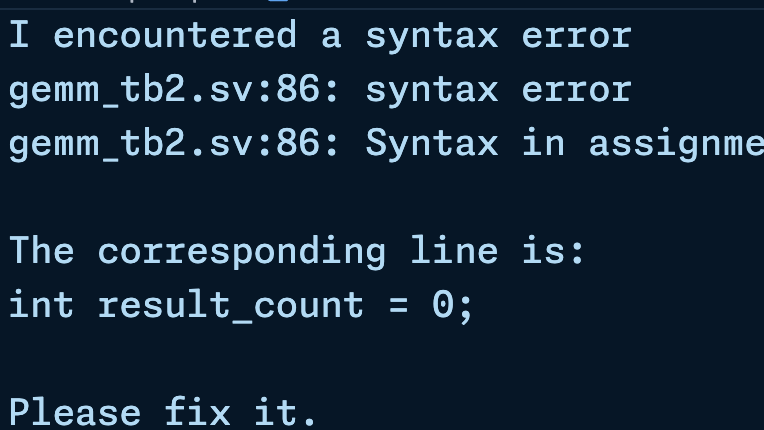 I encountered a syntax error
gemm_tb2.sv:86: syntax error
gemm_tb2.sv:86: Syntax in assignme
The corresponding line is:
int result_count = 0;
Please fix it.